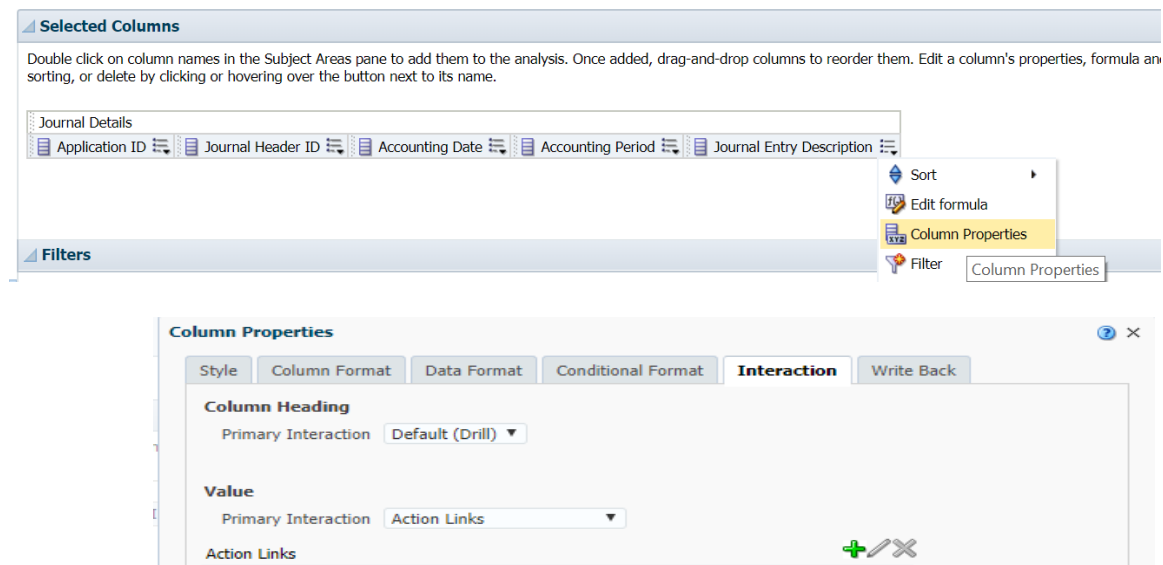 Selected Columns
Double click on column names in the Subject Areas pane to add them to the analysis. Once added, drag-and-drop columns to reorder them. Edit a column's properties, formula
sorting, or delete by clicking or hovering over the button next to its name.
Journal Details
Application ID Journal Header ID Accounting Date Accounting Period Journal Entry Description
Sort
Edit formula
Column Properties
Filters
Filter
Column Properties
Column Properties
Style Column Format Data Format Conditional Format Interaction Write Back
Column Heading
Primary Interaction Default (Drill)
Value
Primary Interaction Action Links
Action Links